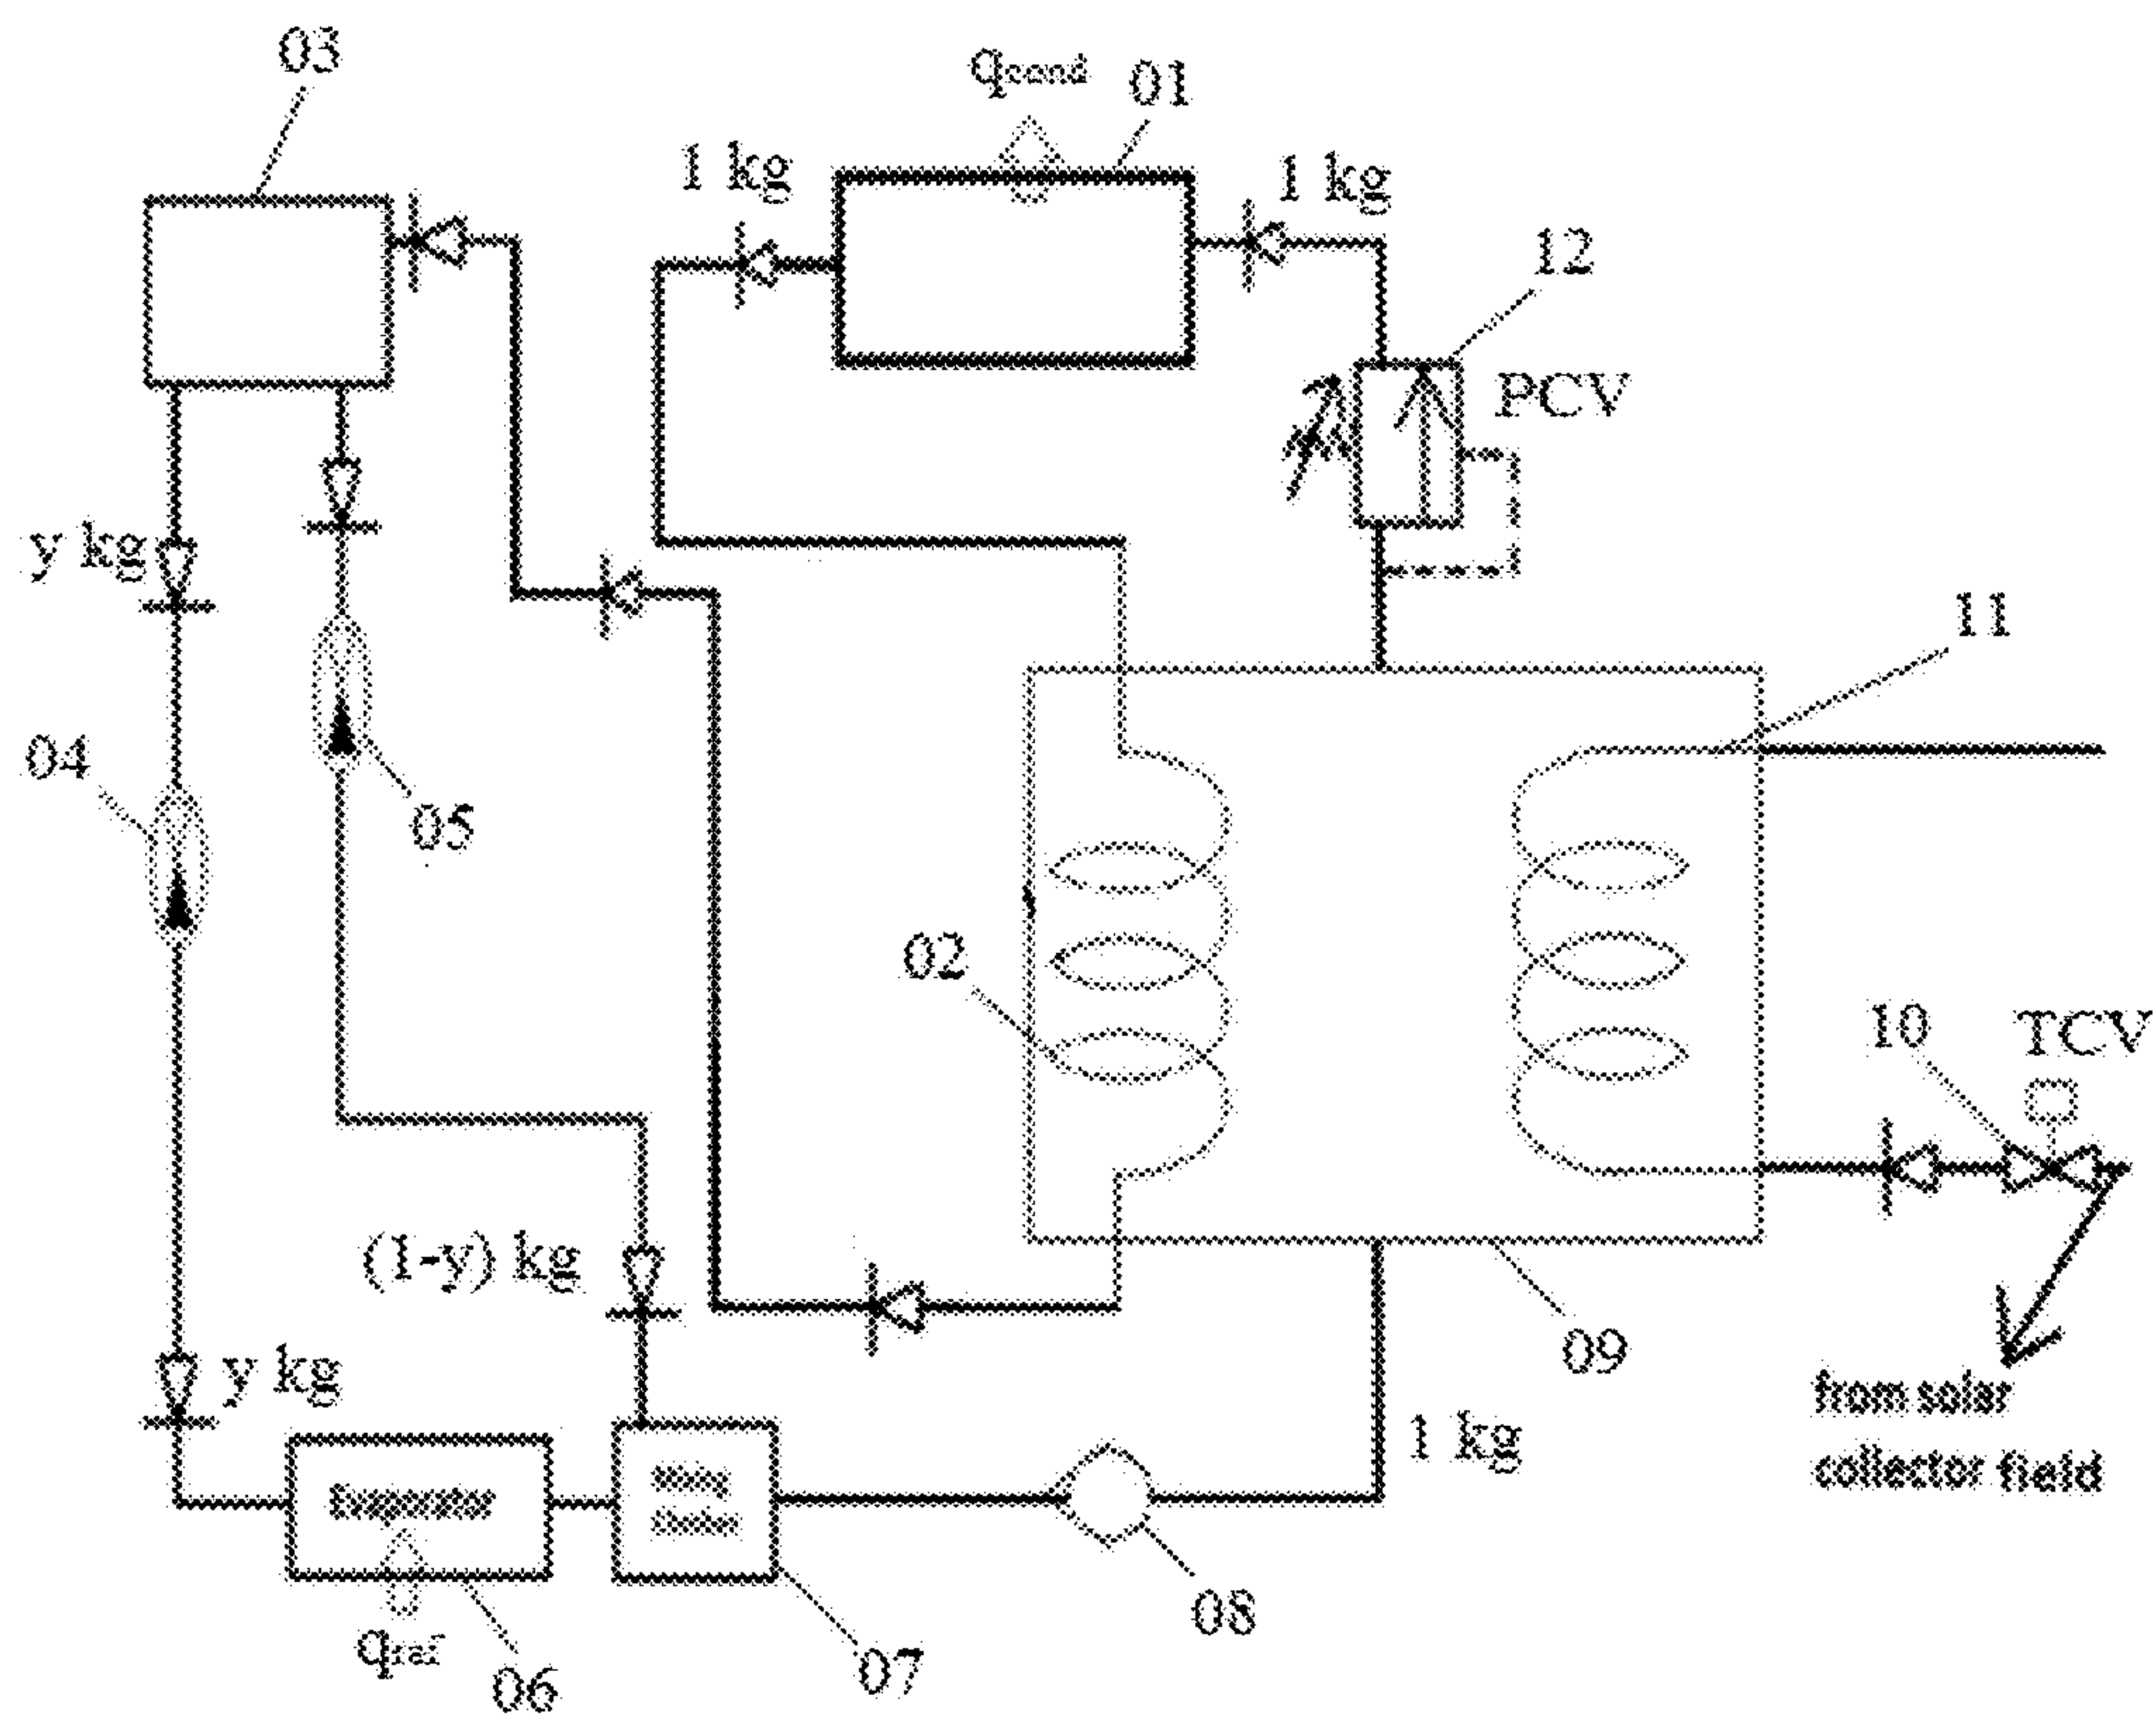 03
qcond
01
1 kg
1 kg
12
PCV
y kg
11
04
05
02
10
TCV
(1-y) kg
09
y kg
from solar
1 kg
collector field
Evaporator
08
qref
07
06